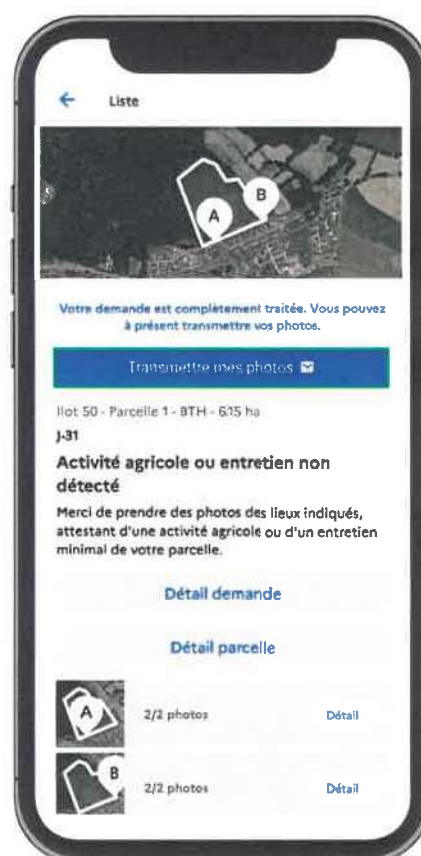 ← Liste
A
B
Votre demande est complètement traitée. Vous pouvez
à présent transmettre vos photos.
Transmettre mes photos
Ilot 50 - Parcelle 1 - BTH - 6.15 ha
J-31
Activité agricole ou entretien non
détecté
Merci de prendre des photos des lieux indiqués,
attestant d'une activité agricole ou d'un entretien
minimal de votre parcelle.
Détail demande
Détail parcelle
A
2/2 photos Détail
B
2/2 photos Détail